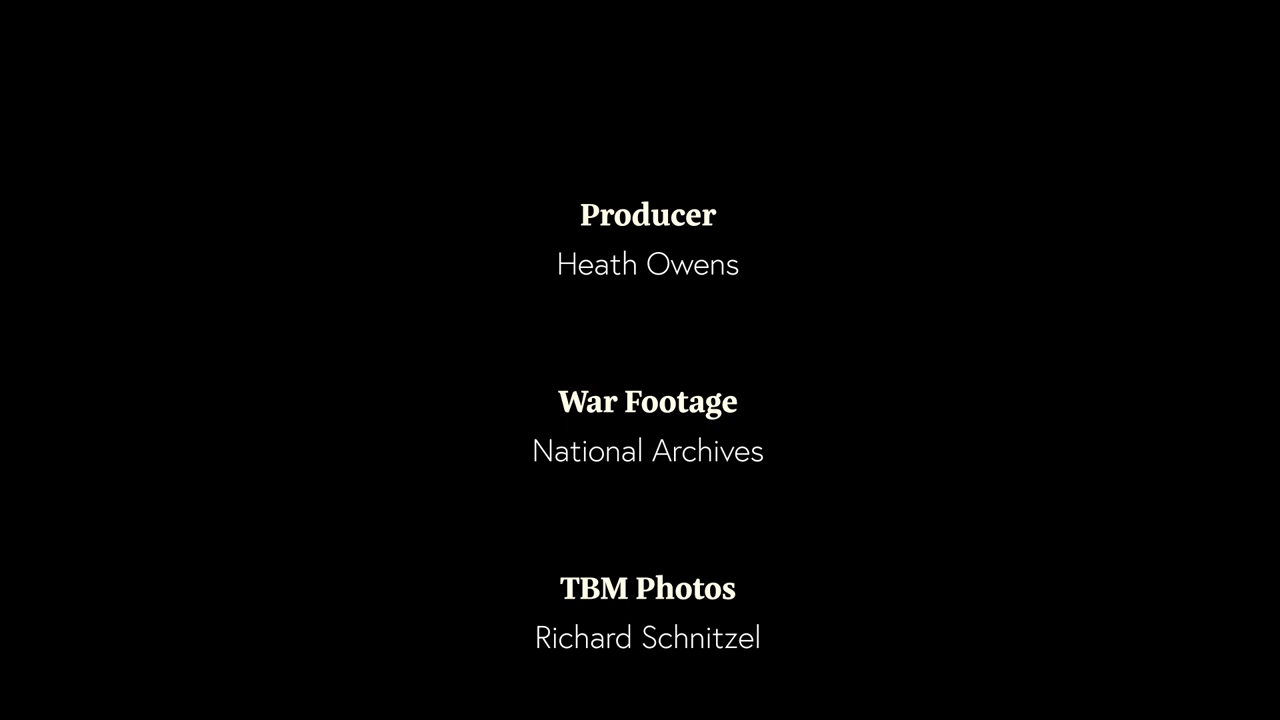 Producer
Heath Owens
War Footage
National Archives
TBM Photos
Richard Schnitzel